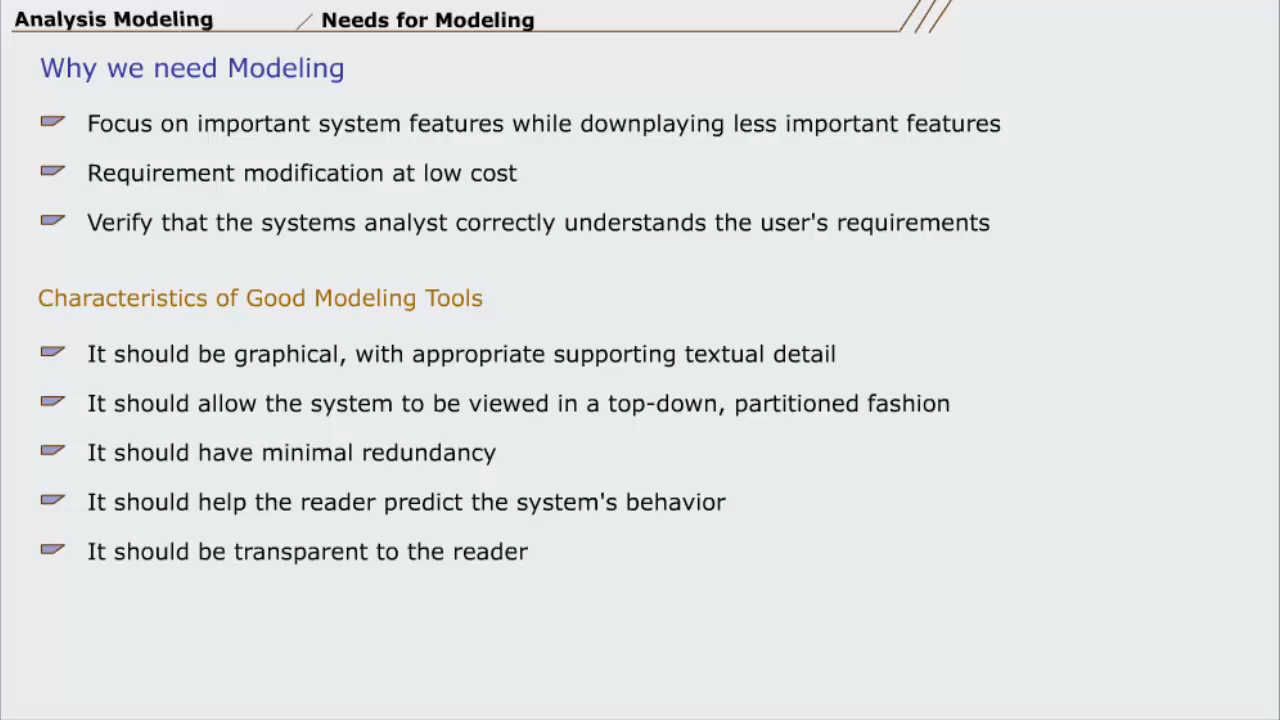 Analysis Modeling
Needs for Modeling
Why we need Modeling
Focus on important system features while downplaying less important features
Requirement modification at low cost
Verify that the systems analyst correctly understands the user's requirements
Characteristics of Good Modeling Tools
It should be graphical, with appropriate supporting textual detail
It should allow the system to be viewed in a top-down, partitioned fashion
It should have minimal redundancy
It should help the reader predict the system's behavior
It should be transparent to the reader